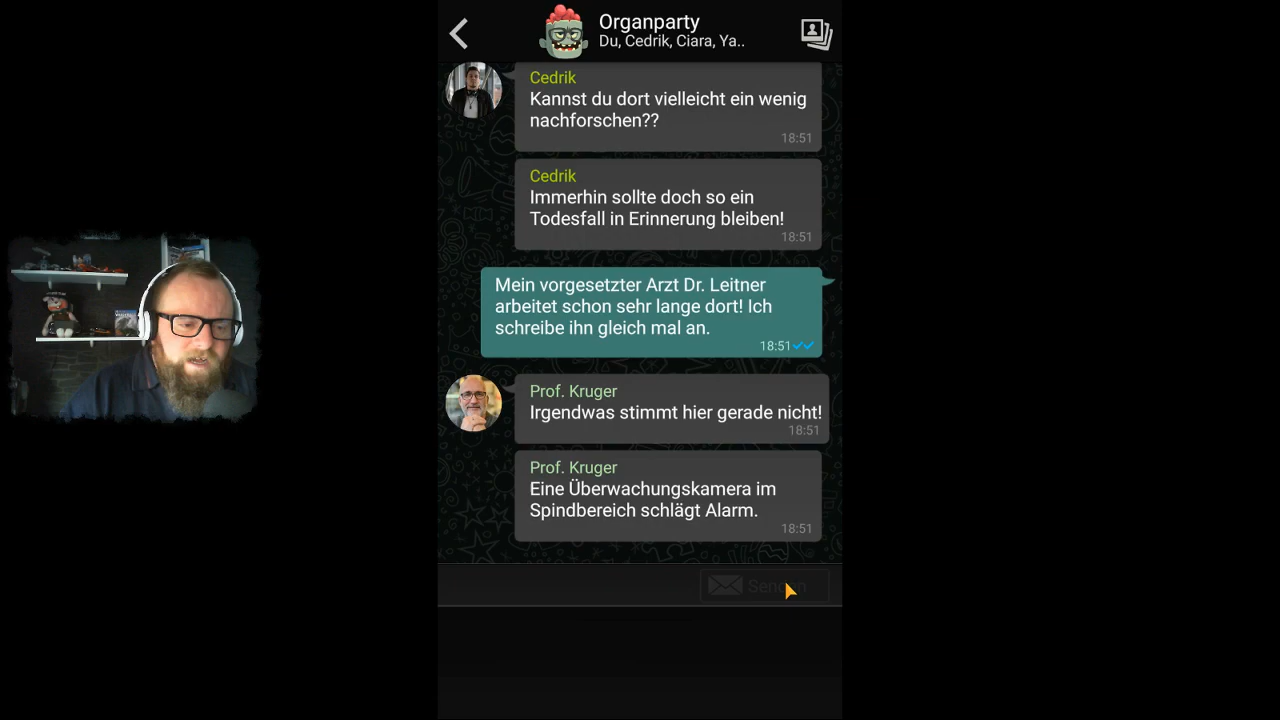 Organparty
Du, Cedrik, Ciara, Ya..
Cedrik
Kannst du dort vielleicht ein wenig
nachforschen??
18:51
Cedrik
Immerhin sollte doch so ein
Todesfall in Erinnerung bleiben!
18:51
Mein vorgesetzter Arzt Dr. Leitner
arbeitet schon sehr lange dort! Ich
schreibe ihn gleich mal an.
18:51
Prof. Kruger
Irgendwas stimmt hier gerade nicht!
18:51
Prof. Kruger
Eine Überwachungskamera im
Spindbereich schlägt Alarm.
18:51
Senden